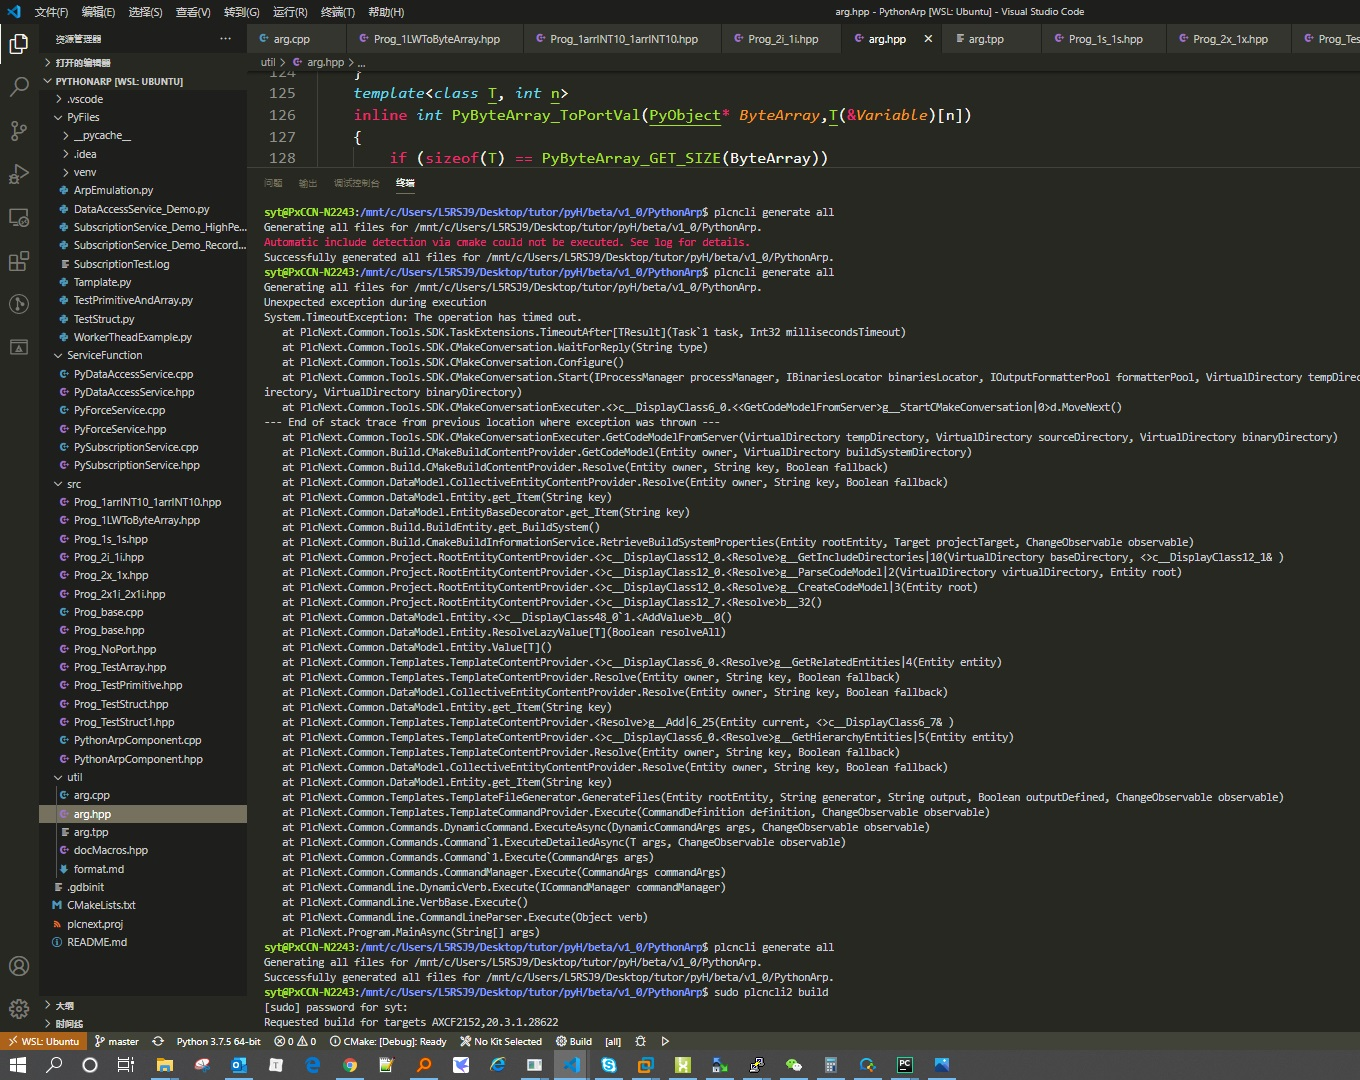 文件(F) 编辑(E) 选择(S) 查看(V) 转到(G) 运行(R) 终端(T) 帮助(H)
arg.hpp - PythonArp [WSL: Ubuntu] - Visual Studio Code
资源管理器 ···
打开的编辑器
PYTHONARP [WSL: UBUNTU]
.vscode
PyFiles
__pycache__
.idea
venv
ArpEmulation.py
DataAccessService_Demo.py
SubscriptionService_Demo_HighPe...
SubscriptionService_Demo_Record...
SubscriptionTest.log
Tamplate.py
TestPrimitiveAndArray.py
TestStruct.py
WorkerTheadExample.py
ServiceFunction
PyDataAccessService.cpp
PyDataAccessService.hpp
PyForceService.cpp
PyForceService.hpp
PySubscriptionService.cpp
PySubscriptionService.hpp
src
Prog_1arrINT10_1arrINT10.hpp
Prog_1LWToByteArray.hpp
Prog_1s_1s.hpp
Prog_2i_1i.hpp
Prog_2x_1x.hpp
Prog_2x1i_2x1i.hpp
Prog_base.cpp
Prog_base.hpp
Prog_NoPort.hpp
Prog_TestArray.hpp
Prog_TestPrimitive.hpp
Prog_TestStruct.hpp
Prog_TestStruct1.hpp
PythonArpComponent.cpp
PythonArpComponent.hpp
util
arg.cpp
arg.hpp
arg.tpp
docMacros.hpp
format.md
.gdbinit
CMakeLists.txt
plcnext.proj
README.md
大纲
时间线
arg.cpp Prog_1LWToByteArray.hpp Prog_1arrINT10_1arrINT10.hpp Prog_2i_1i.hpp arg.hpp arg.tpp Prog_1s_1s.hpp Prog_2x_1x.hpp Prog_Tes
util > arg.hpp > ...
124 }
125 template<class T, int n>
126 inline int PyByteArray_ToPortVal(PyObject* ByteArray,T(&Variable)[n])
127 {
128 if (sizeof(T) == PyByteArray_GET_SIZE(ByteArray))
问题 输出 调试控制台 终端
syt@PxCCN-N2243:/mnt/c/Users/L5RSJ9/Desktop/tutor/pyH/beta/v1_0/PythonArp$ plcncli generate all
Generating all files for /mnt/c/Users/L5RSJ9/Desktop/tutor/pyH/beta/v1_0/PythonArp.
Automatic include detection via cmake could not be executed. See log for details.
Successfully generated all files for /mnt/c/Users/L5RSJ9/Desktop/tutor/pyH/beta/v1_0/PythonArp.
syt@PxCCN-N2243:/mnt/c/Users/L5RSJ9/Desktop/tutor/pyH/beta/v1_0/PythonArp$ plcncli generate all
Generating all files for /mnt/c/Users/L5RSJ9/Desktop/tutor/pyH/beta/v1_0/PythonArp.
Unexpected exception during execution
System.TimeoutException: The operation has timed out.
at PlcNext.Common.Tools.SDK.TaskExtensions.TimeoutAfter[TResult](Task`1 task, Int32 millisecondsTimeout)
at PlcNext.Common.Tools.SDK.CMakeConversation.WaitForReply(String type)
at PlcNext.Common.Tools.SDK.CMakeConversation.Configure()
at PlcNext.Common.Tools.SDK.CMakeConversation.Start(IProcessManager processManager, IBinariesLocator binariesLocator, IOutputFormatterPool formatterPool, VirtualDirectory tempDire
irectory, VirtualDirectory binaryDirectory)
at PlcNext.Common.Tools.SDK.CMakeConversationExecuter.<>c__DisplayClass6_0.<<GetCodeModelFromServer>g__StartCMakeConversation|0>d.MoveNext()
--- End of stack trace from previous location where exception was thrown ---
at PlcNext.Common.Tools.SDK.CMakeConversationExecuter.GetCodeModelFromServer(VirtualDirectory tempDirectory, VirtualDirectory sourceDirectory, VirtualDirectory binaryDirectory)
at PlcNext.Common.Build.CMakeBuildContentProvider.GetCodeModel(Entity owner, VirtualDirectory buildSystemDirectory)
at PlcNext.Common.Build.CMakeBuildContentProvider.Resolve(Entity owner, String key, Boolean fallback)
at PlcNext.Common.DataModel.CollectiveEntityContentProvider.Resolve(Entity owner, String key, Boolean fallback)
at PlcNext.Common.DataModel.Entity.get_Item(String key)
at PlcNext.Common.DataModel.EntityBaseDecorator.get_Item(String key)
at PlcNext.Common.Build.BuildEntity.get_BuildSystem()
at PlcNext.Common.Build.CmakeBuildInformationService.RetrieveBuildSystemProperties(Entity rootEntity, Target projectTarget, ChangeObservable observable)
at PlcNext.Common.Project.RootEntityContentProvider.<>c__DisplayClass12_0.<Resolve>g__GetIncludeDirectories|10(VirtualDirectory baseDirectory, <>c__DisplayClass12_1& )
at PlcNext.Common.Project.RootEntityContentProvider.<>c__DisplayClass12_0.<Resolve>g__ParseCodeModel|2(VirtualDirectory virtualDirectory, Entity root)
at PlcNext.Common.Project.RootEntityContentProvider.<>c__DisplayClass12_0.<Resolve>g__CreateCodeModel|3(Entity root)
at PlcNext.Common.Project.RootEntityContentProvider.<>c__DisplayClass12_7.<Resolve>b__32()
at PlcNext.Common.DataModel.Entity.<>c__DisplayClass48_0`1.<AddValue>b__0()
at PlcNext.Common.DataModel.Entity.ResolveLazyValue[T](Boolean resolveAll)
at PlcNext.Common.DataModel.Entity.Value[T]()
at PlcNext.Common.Templates.TemplateContentProvider.<>c__DisplayClass6_0.<Resolve>g__GetRelatedEntities|4(Entity entity)
at PlcNext.Common.Templates.TemplateContentProvider.Resolve(Entity owner, String key, Boolean fallback)
at PlcNext.Common.DataModel.CollectiveEntityContentProvider.Resolve(Entity owner, String key, Boolean fallback)
at PlcNext.Common.DataModel.Entity.get_Item(String key)
at PlcNext.Common.Templates.TemplateContentProvider.<Resolve>g__Add|6_25(Entity current, <>c__DisplayClass6_7& )
at PlcNext.Common.Templates.TemplateContentProvider.<>c__DisplayClass6_0.<Resolve>g__GetHierarchyEntities|5(Entity entity)
at PlcNext.Common.Templates.TemplateContentProvider.Resolve(Entity owner, String key, Boolean fallback)
at PlcNext.Common.DataModel.CollectiveEntityContentProvider.Resolve(Entity owner, String key, Boolean fallback)
at PlcNext.Common.DataModel.Entity.get_Item(String key)
at PlcNext.Common.Templates.TemplateFileGenerator.GenerateFiles(Entity rootEntity, String generator, String output, Boolean outputDefined, ChangeObservable observable)
at PlcNext.Common.Templates.TemplateCommandProvider.Execute(CommandDefinition definition, ChangeObservable observable)
at PlcNext.Common.Commands.DynamicCommand.ExecuteAsync(DynamicCommandArgs args, ChangeObservable observable)
at PlcNext.Common.Commands.Command`1.ExecuteDetailedAsync(T args, ChangeObservable observable)
at PlcNext.Common.Commands.Command`1.Execute(CommandArgs args)
at PlcNext.Common.Commands.CommandManager.Execute(CommandArgs commandArgs)
at PlcNext.CommandLine.DynamicVerb.Execute(ICommandManager commandManager)
at PlcNext.CommandLine.VerbBase.Execute()
at PlcNext.CommandLine.CommandLineParser.Execute(Object verb)
at PlcNext.Program.MainAsync(String[] args)
syt@PxCCN-N2243:/mnt/c/Users/L5RSJ9/Desktop/tutor/pyH/beta/v1_0/PythonArp$ plcncli generate all
Generating all files for /mnt/c/Users/L5RSJ9/Desktop/tutor/pyH/beta/v1_0/PythonArp.
Successfully generated all files for /mnt/c/Users/L5RSJ9/Desktop/tutor/pyH/beta/v1_0/PythonArp.
syt@PxCCN-N2243:/mnt/c/Users/L5RSJ9/Desktop/tutor/pyH/beta/v1_0/PythonArp$ sudo plcncli2 build
[sudo] password for syt:
Requested build for targets AXCF2152,20.3.1.28622
WSL: Ubuntu master Python 3.7.5 64-bit 0 0 CMake: [Debug]: Ready No Kit Selected Build [all]